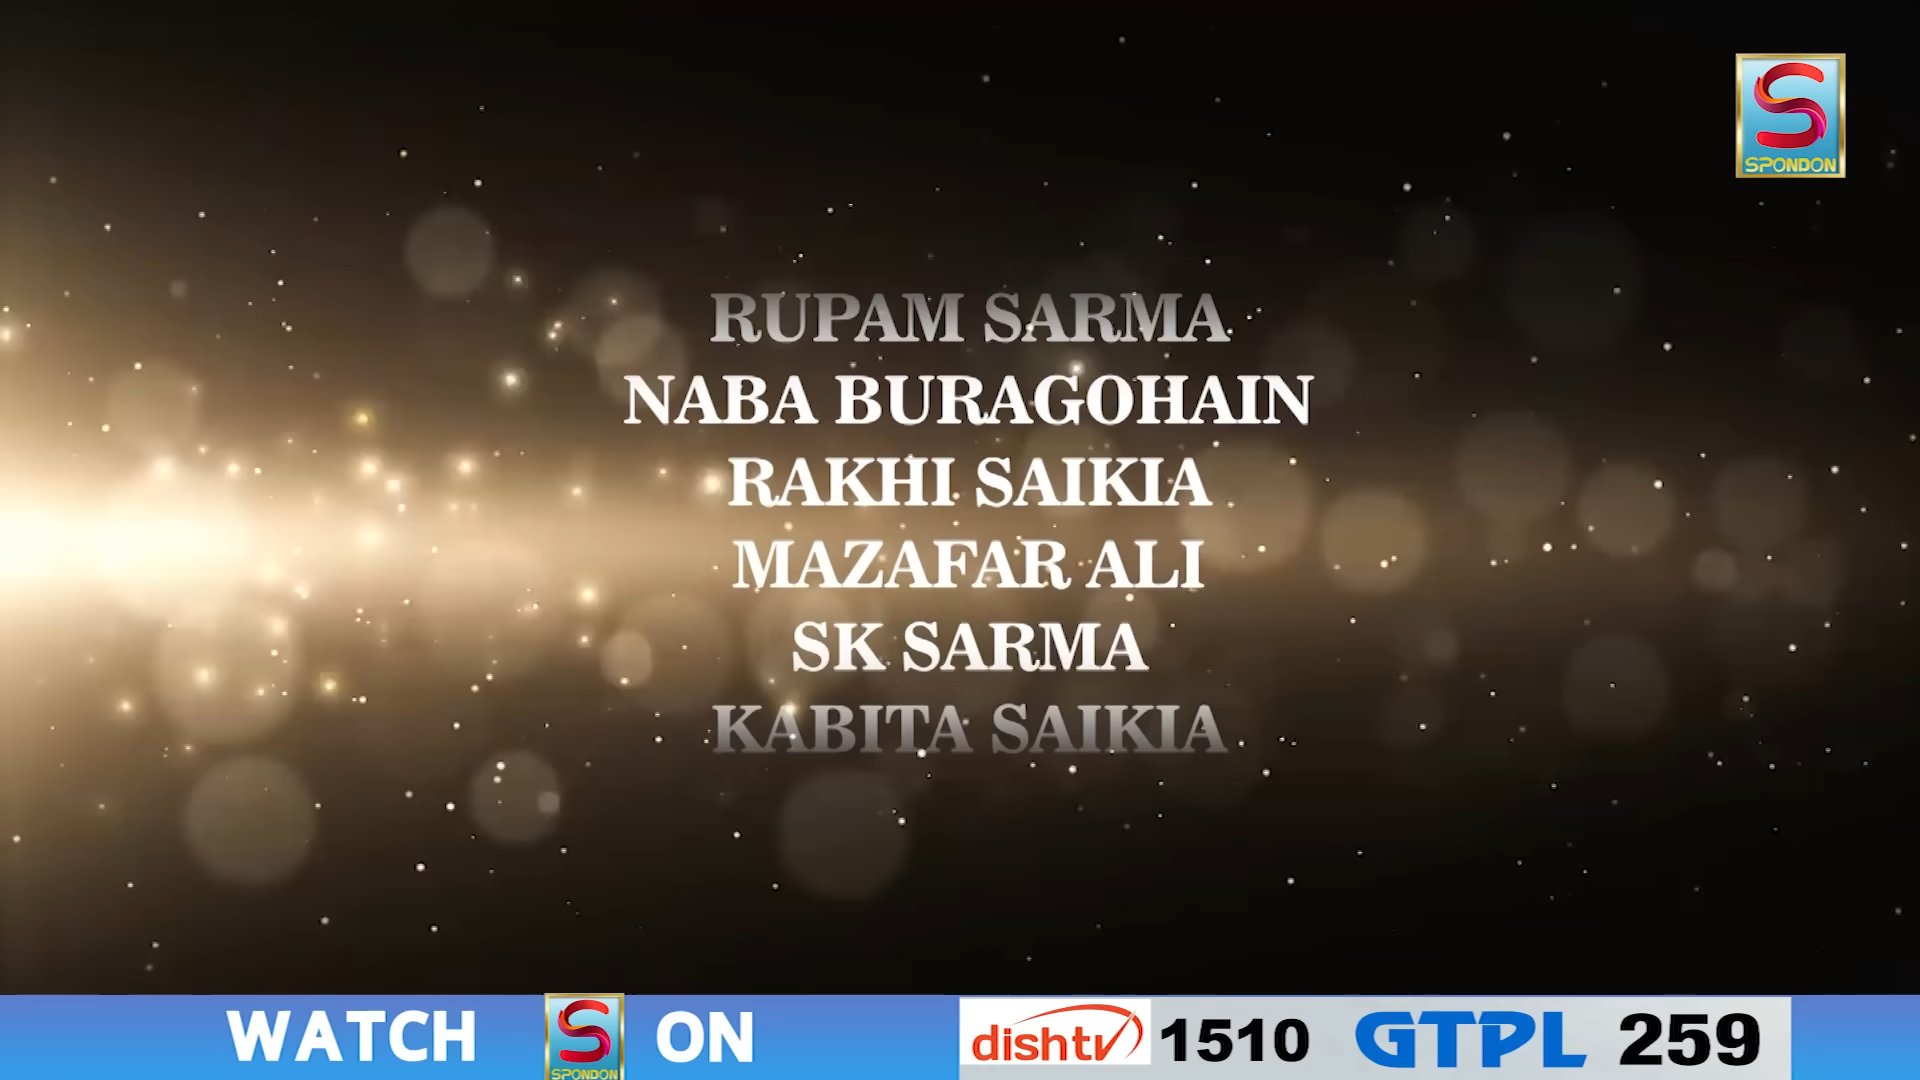 SPONDON
RUPAM SARMA
NABA BURAGOHAIN
RAKHI SAIKIA
MAZAFAR ALI
SK SARMA
KABITA SAIKIA
WATCH S SPONDON ON dishtv 1510 GTPL 259